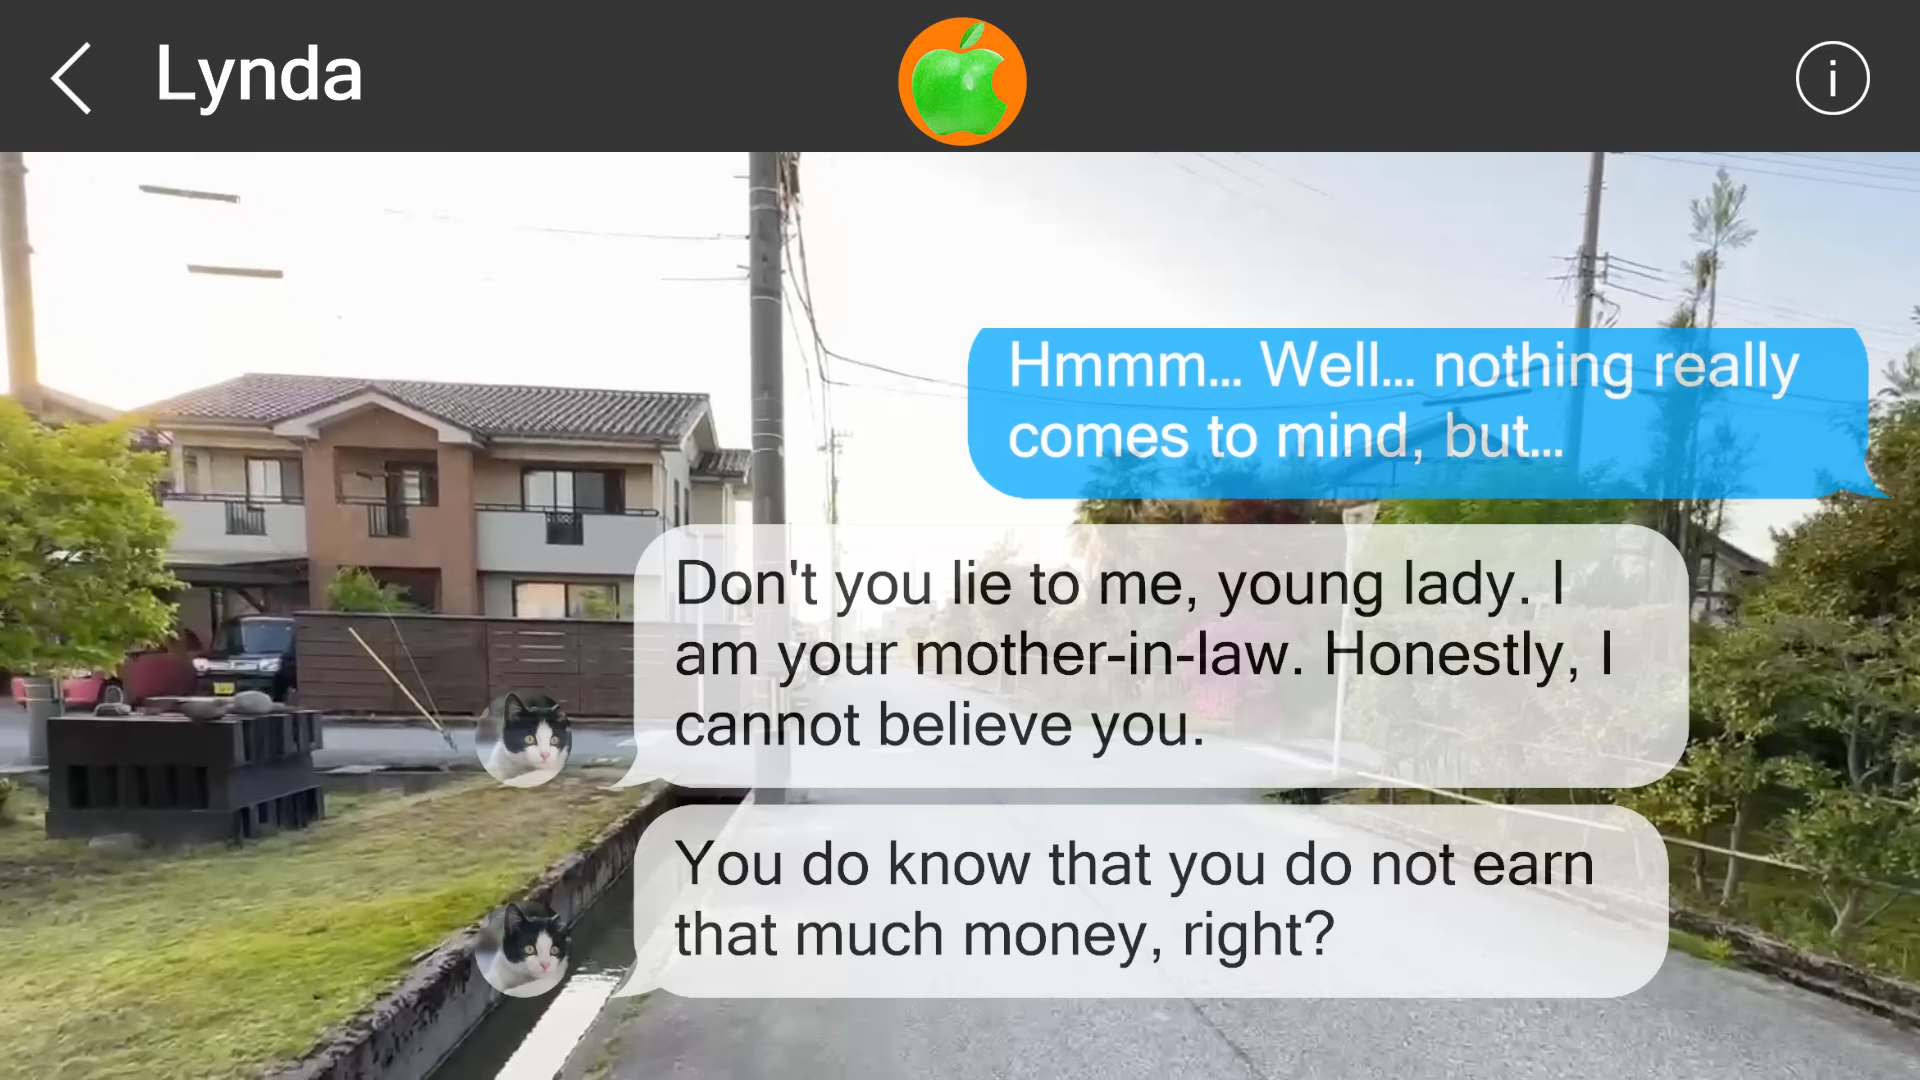 Lynda
i
Hmmm... Well... nothing really
comes to mind, but...
Don't you lie to me, young lady. I
am your mother-in-law. Honestly, I
cannot believe you.
You do know that you do not earn
that much money, right?